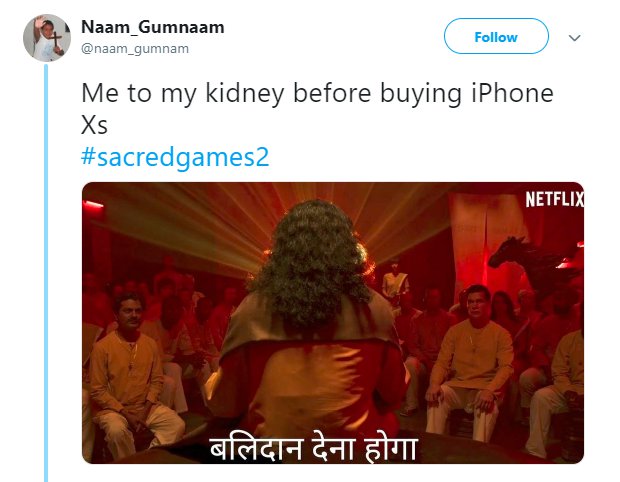 Naam_Gumnaam
@naam_gumnam
Follow
Me to my kidney before buying iPhone
Xs
#sacredgames2
NETFLIX
बलिदान देना होगा